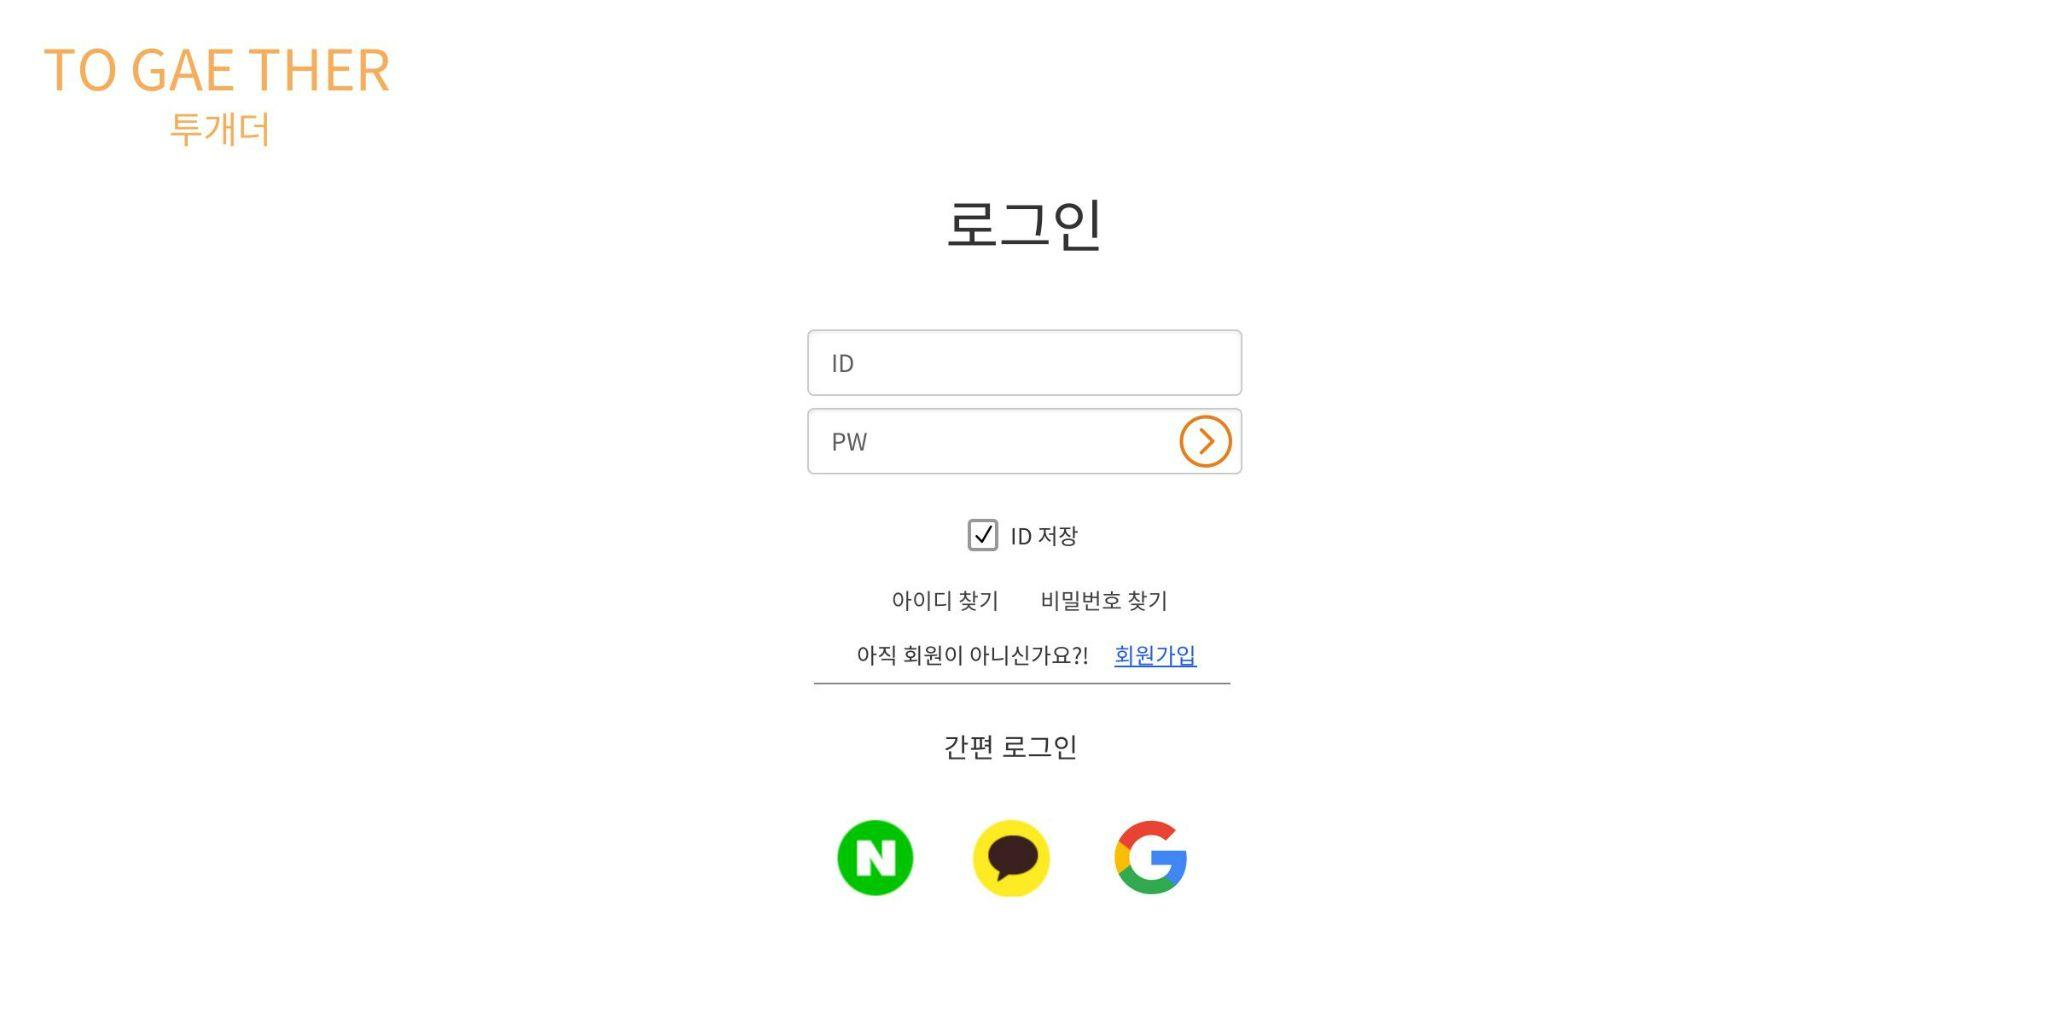 TO GAE THER
투개더
로그인
ID
PW
ID 저장
아이디 찾기 비밀번호 찾기
아직 회원이 아니신가요?! 회원가입
간편 로그인
N
G